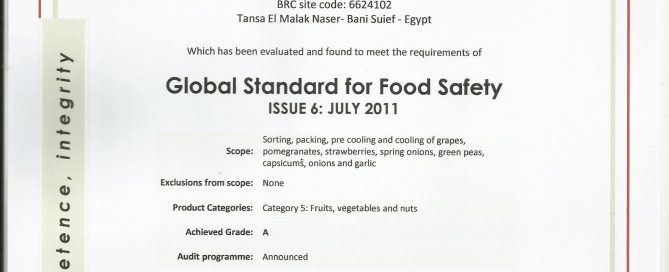 BRC site code: 6624102
Tansa El Malak Naser- Bani Suief - Egypt
Which has been evaluated and found to meet the requirements of
Global Standard for Food Safety
ISSUE 6: JULY 2011
Scope: Sorting, packing, pre cooling and cooling of grapes,
pomegranates, strawberries, spring onions, green peas,
capsicums, onions and garlic
Exclusions from scope: None
Product Categories: Category 5: Fruits, vegetables and nuts
Achieved Grade: A
Audit programme: Announced
etence, integrity